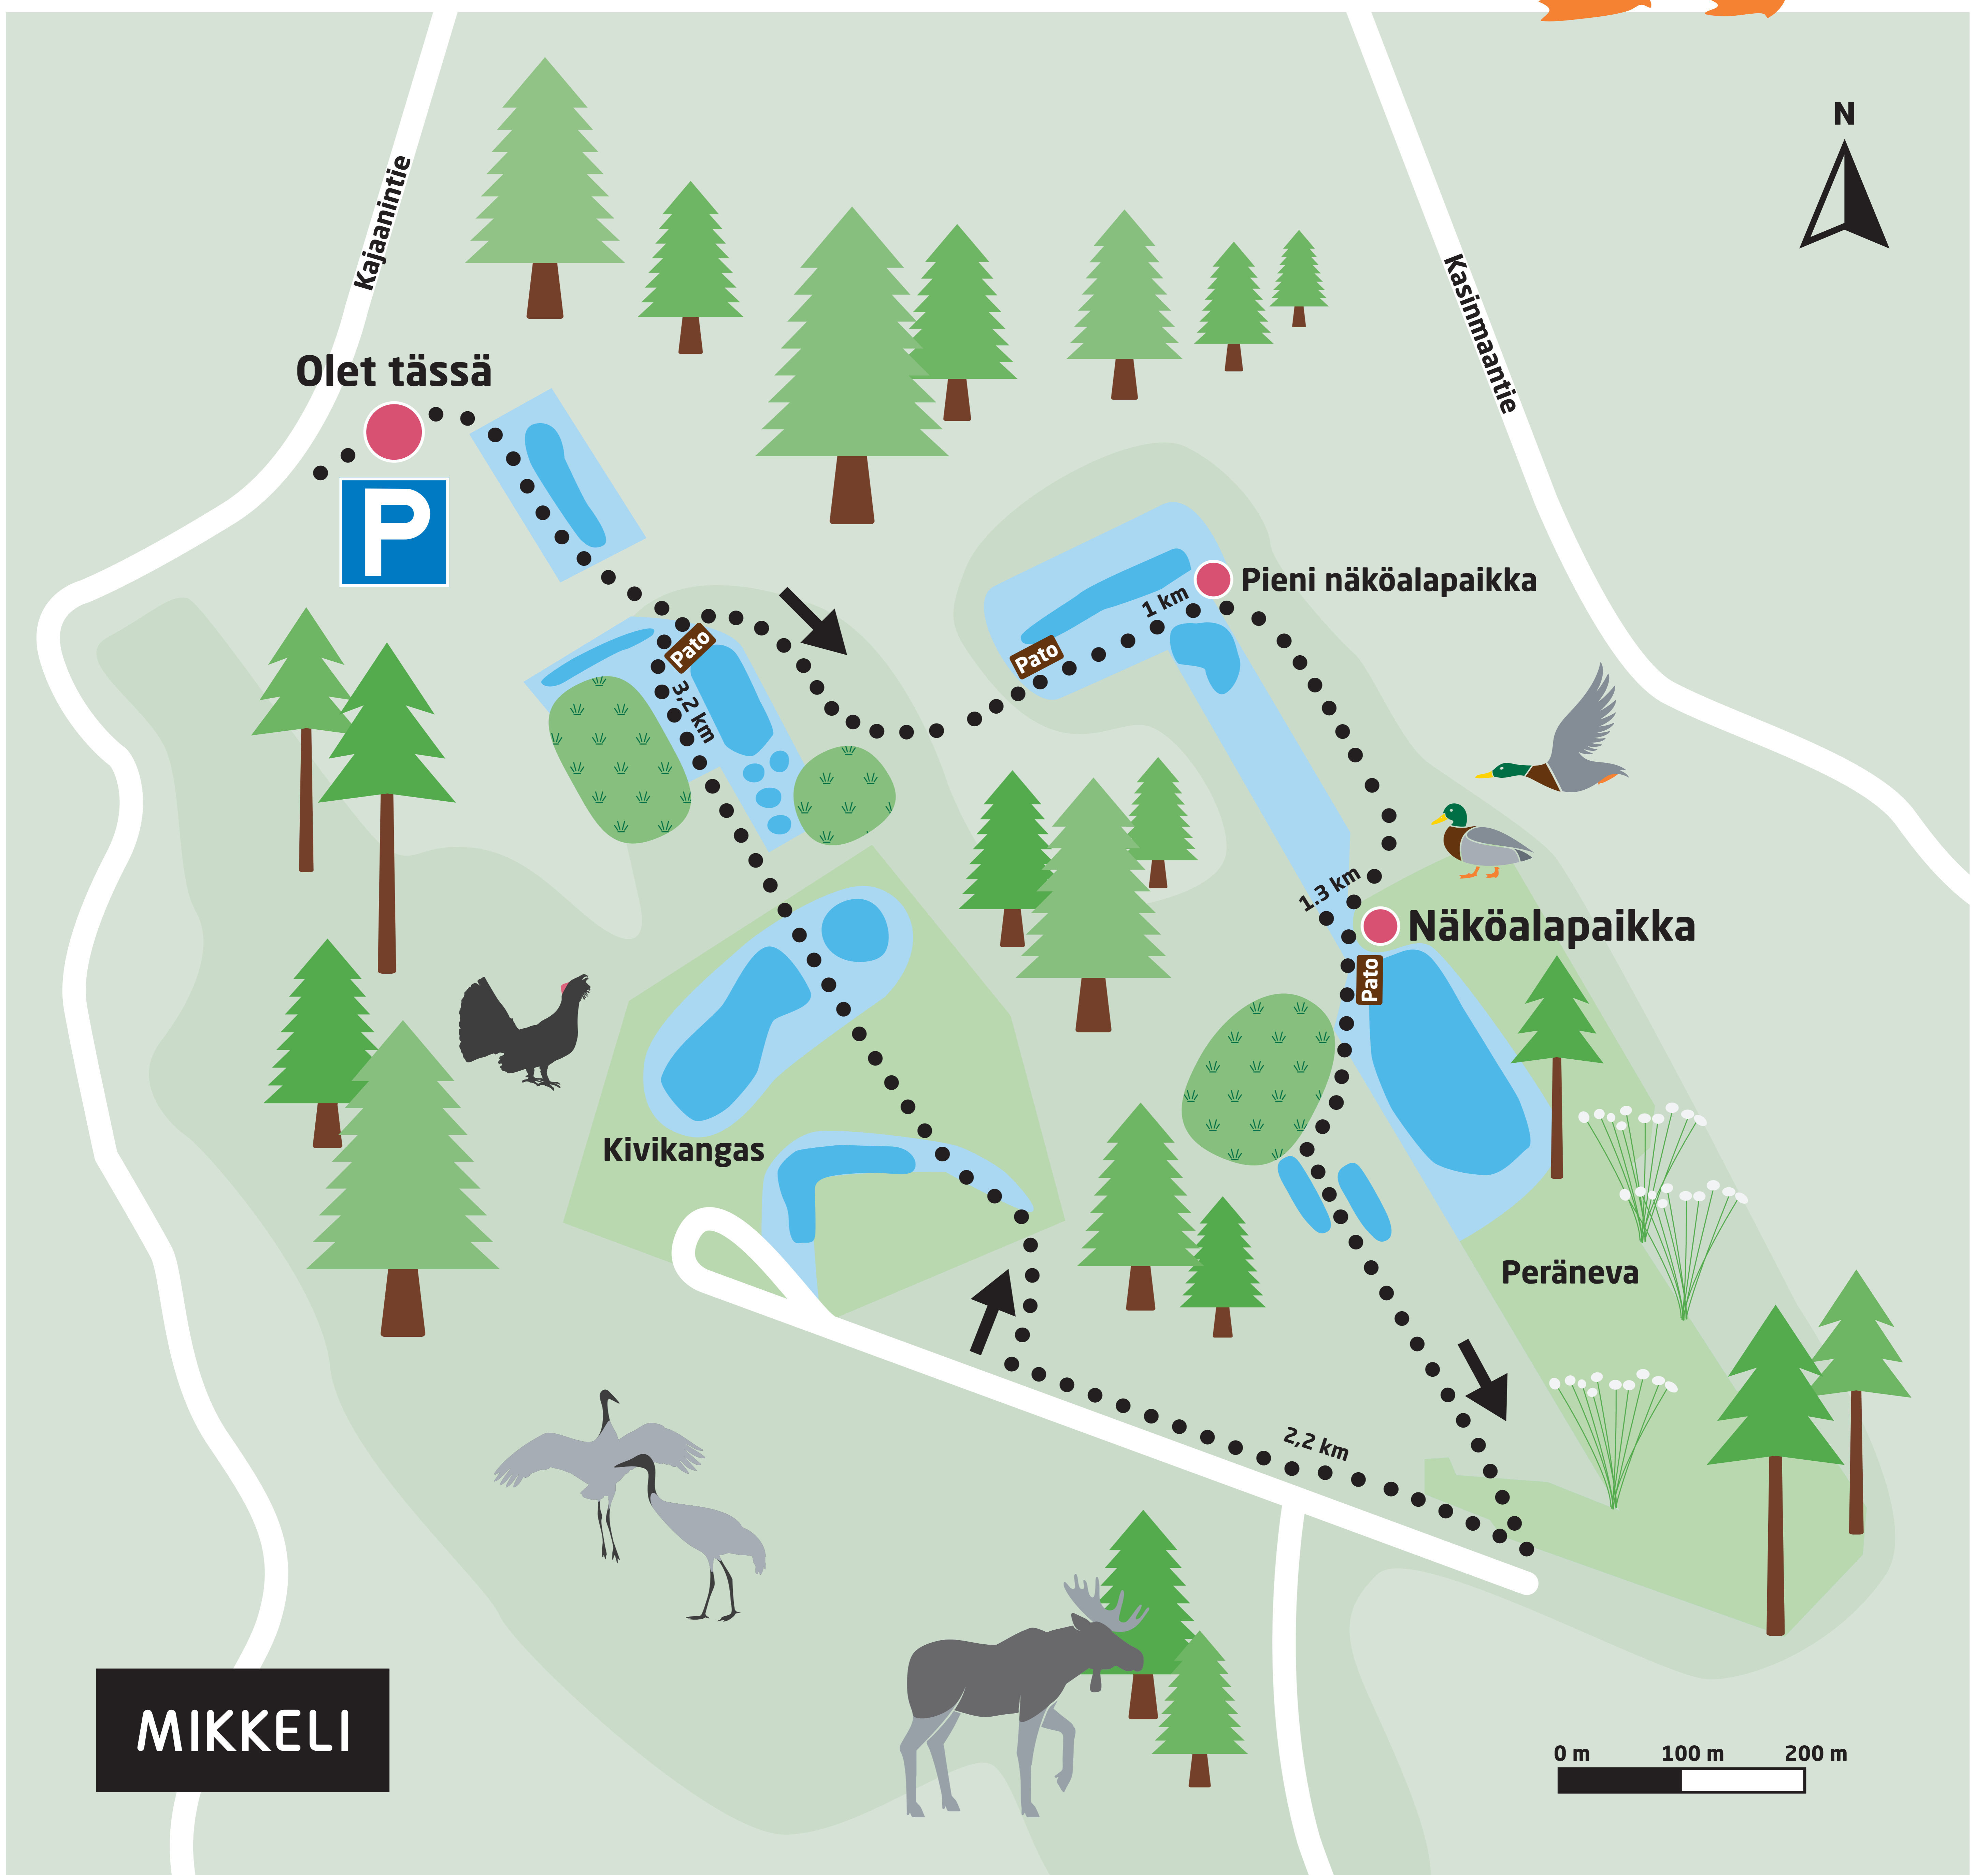 N
Kajaanintie
Kasinmaantie
Olet tässä
P
Pieni näköalapaikka
1 km
Pato
Pato
3,2 km
1.3 km
Näköalapaikka
Pato
Kivikangas
Peräneva
2,2 km
MIKKELI
0 m 100 m 200 m